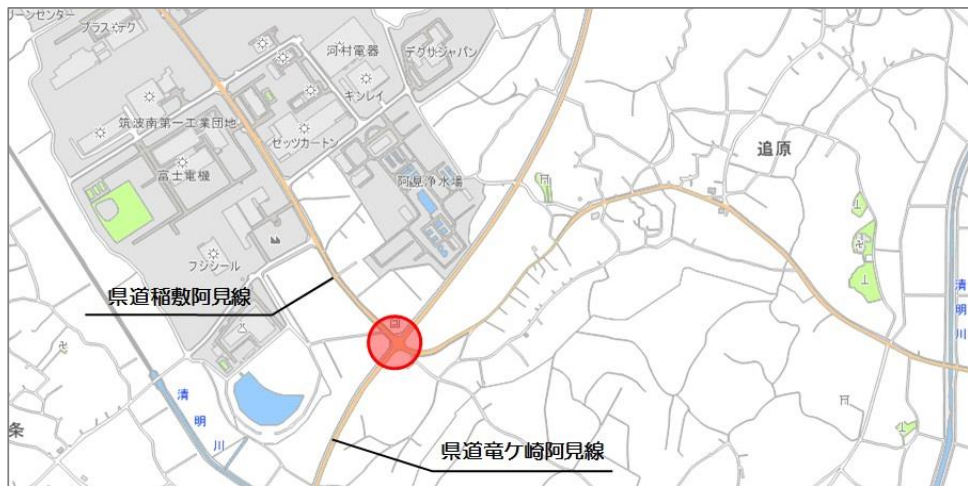 リーンセンター
プラステク
河村電器
デグサジャパン
キンレイ
筑波南第一工業団地
ゼッツカートン
富士電機
阿見浄水場
追原
フジシール
県道稲敷阿見線
清明川
清明川
条
県道竜ケ崎阿見線